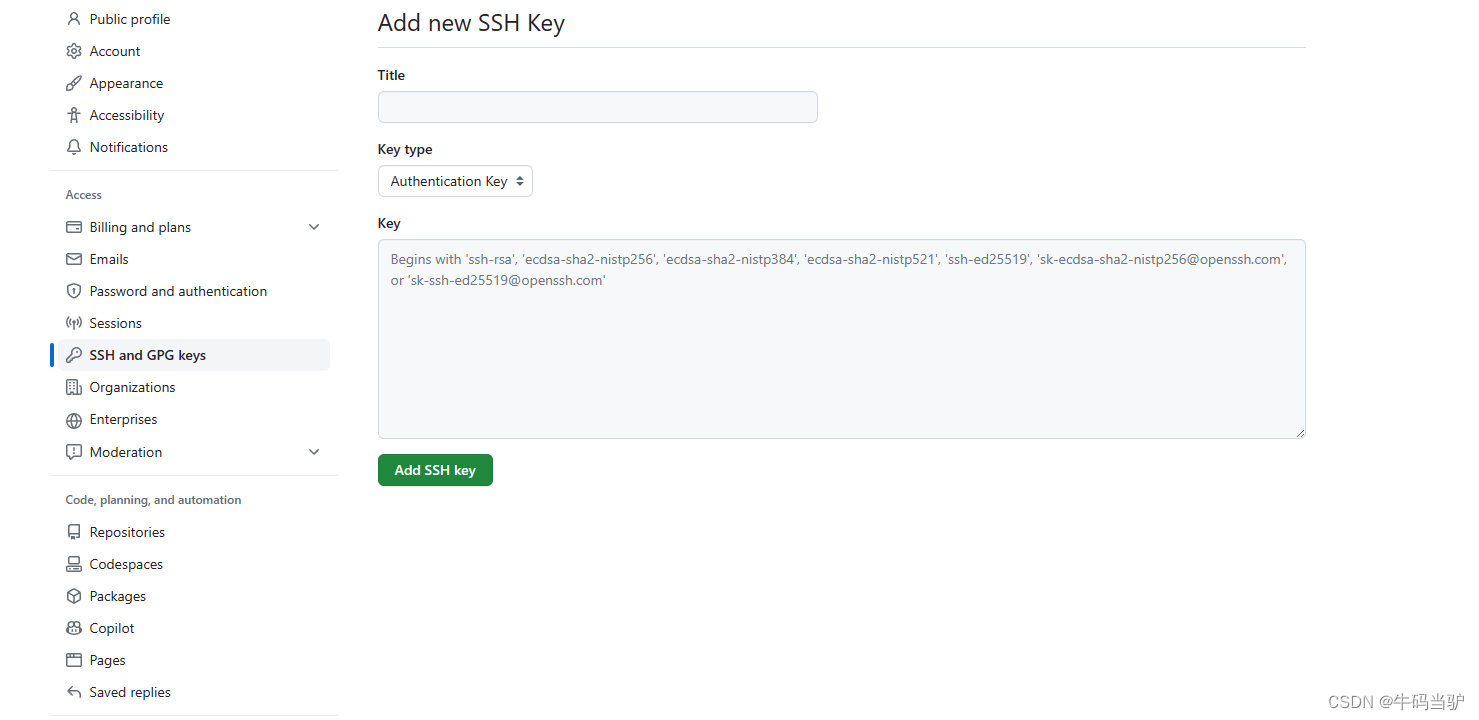 Public profile
Account
Appearance
Accessibility
Notifications
Access
Billing and plans
Emails
Password and authentication
Sessions
SSH and GPG keys
Organizations
Enterprises
Moderation
Code, planning, and automation
Repositories
Codespaces
Packages
Copilot
Pages
Saved replies
Add new SSH Key
Title
Key type
Authentication Key
Key
Begins with 'ssh-rsa', 'ecdsa-sha2-nistp256', 'ecdsa-sha2-nistp384', 'ecdsa-sha2-nistp521', 'ssh-ed25519', 'sk-ecdsa-sha2-nistp256@openssh.com',
or 'sk-ssh-ed25519@openssh.com'
Add SSH key
CSDN @牛码当驴